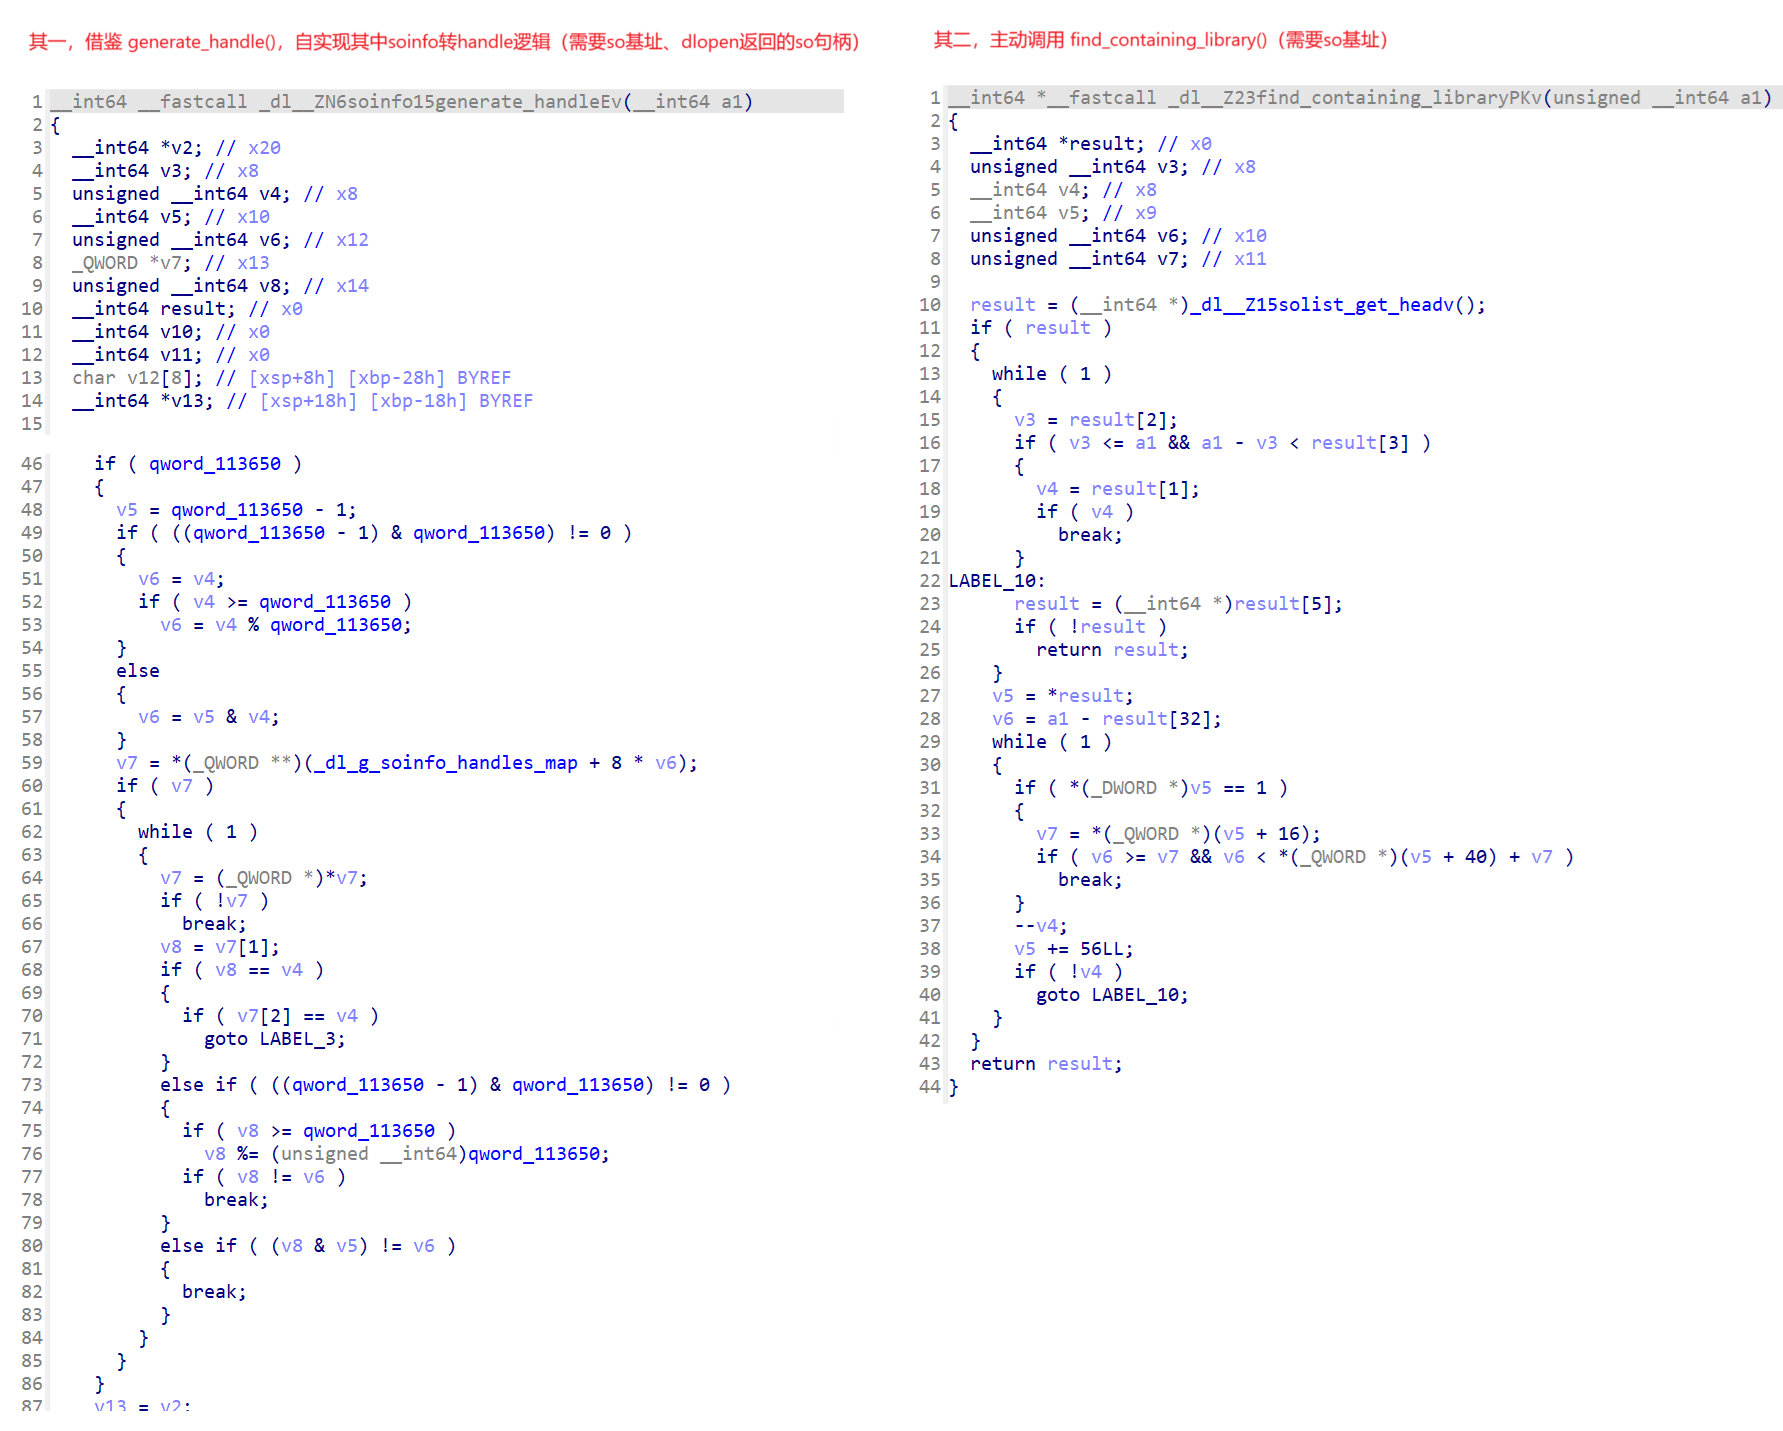 其一，借鉴 generate_handle()，自实现其中soinfo转handle逻辑（需要so基址、dlopen返回的so句柄）
1 __int64 __fastcall _dl__ZN6soinfo15generate_handleEv(__int64 a1)
2 {
3   __int64 *v2; // x20
4   __int64 v3; // x8
5   unsigned __int64 v4; // x8
6   __int64 v5; // x10
7   unsigned __int64 v6; // x12
8   _QWORD *v7; // x13
9   unsigned __int64 v8; // x14
10   __int64 result; // x0
11   __int64 v10; // x0
12   __int64 v11; // x0
13   char v12[8]; // [xsp+8h] [xbp-28h] BYREF
14   __int64 *v13; // [xsp+18h] [xbp-18h] BYREF
15
46     if ( qword_113650 )
47     {
48       v5 = qword_113650 - 1;
49       if ( ((qword_113650 - 1) & qword_113650) != 0 )
50       {
51         v6 = v4;
52         if ( v4 >= qword_113650 )
53           v6 = v4 % qword_113650;
54       }
55       else
56       {
57         v6 = v5 & v4;
58       }
59       v7 = *(_QWORD **)(_dl_g_soinfo_handles_map + 8 * v6);
60       if ( v7 )
61       {
62         while ( 1 )
63         {
64           v7 = (_QWORD *)*v7;
65           if ( !v7 )
66             break;
67           v8 = v7[1];
68           if ( v8 == v4 )
69           {
70             if ( v7[2] == v4 )
71               goto LABEL_3;
72           }
73           else if ( ((qword_113650 - 1) & qword_113650) != 0 )
74           {
75             if ( v8 >= qword_113650 )
76               v8 %= (unsigned __int64)qword_113650;
77             if ( v8 != v6 )
78               break;
79           }
80           else if ( (v8 & v5) != v6 )
81           {
82             break;
83           }
84         }
85       }
86     }
87     v13 = v2;
其二，主动调用 find_containing_library()（需要so基址）
1 __int64 *__fastcall _dl__Z23find_containing_libraryPKv(unsigned __int64 a1)
2 {
3   __int64 *result; // x0
4   unsigned __int64 v3; // x8
5   __int64 v4; // x8
6   __int64 v5; // x9
7   unsigned __int64 v6; // x10
8   unsigned __int64 v7; // x11
9
10   result = (__int64 *)_dl__Z15solist_get_headv();
11   if ( result )
12   {
13     while ( 1 )
14     {
15       v3 = result[2];
16       if ( v3 <= a1 && a1 - v3 < result[3] )
17       {
18         v4 = result[1];
19         if ( v4 )
20           break;
21       }
22 LABEL_10:
23       result = (__int64 *)result[5];
24       if ( !result )
25         return result;
26     }
27     v5 = *result;
28     v6 = a1 - result[32];
29     while ( 1 )
30     {
31       if ( *(_DWORD *)v5 == 1 )
32       {
33         v7 = *(_QWORD *)(v5 + 16);
34         if ( v6 >= v7 && v6 < *(_QWORD *)(v5 + 40) + v7 )
35           break;
36       }
37       --v4;
38       v5 += 56LL;
39       if ( !v4 )
40         goto LABEL_10;
41     }
42   }
43   return result;
44 }